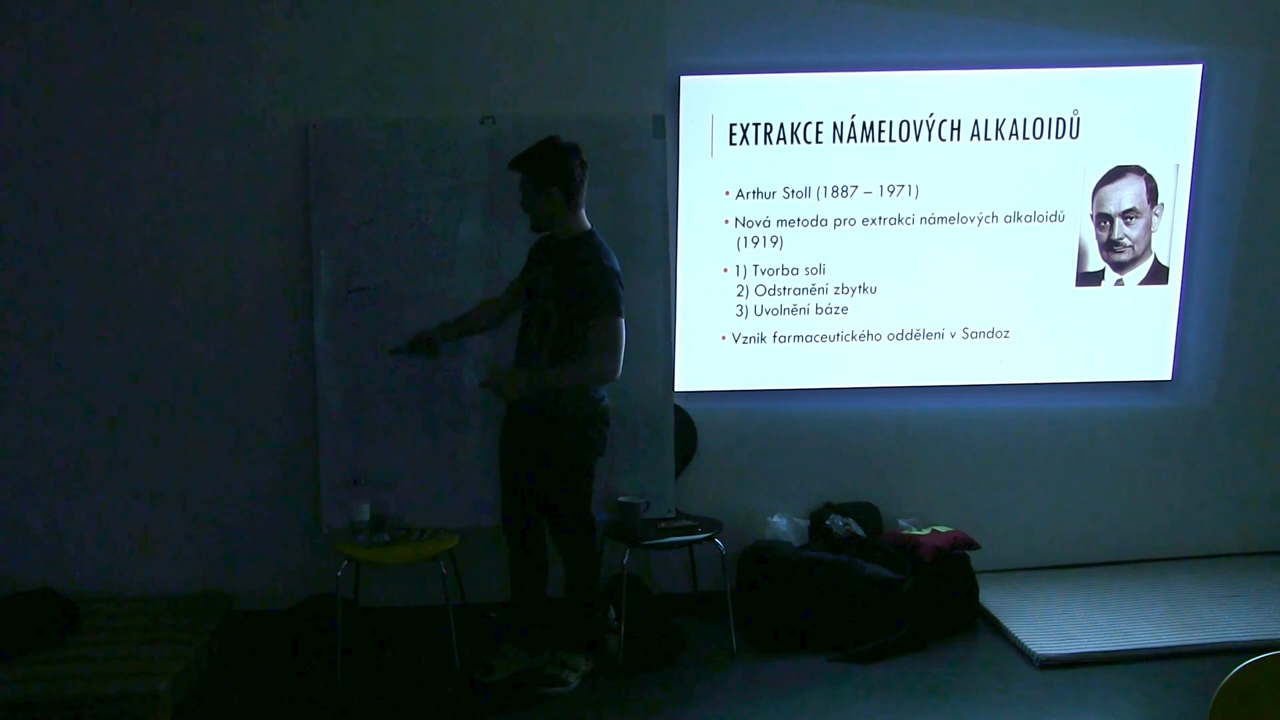 EXTRAKCE NÁMELOVÝCH ALKALOIDŮ
• Arthur Stoll (1887 – 1971)
• Nová metoda pro extrakci námelových alkaloidů
(1919)
• 1) Tvorba soli
2) Odstranění zbytku
3) Uvolnění báze
• Vznik farmaceutického oddělení v Sandoz